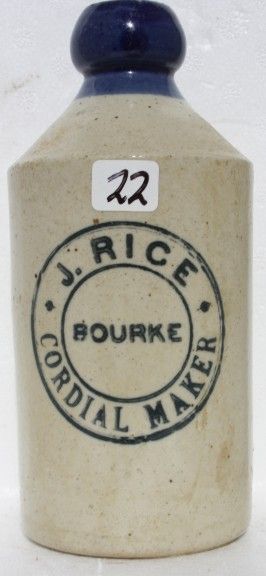 22
J. RICE
BOURKE
CORDIAL MAKER